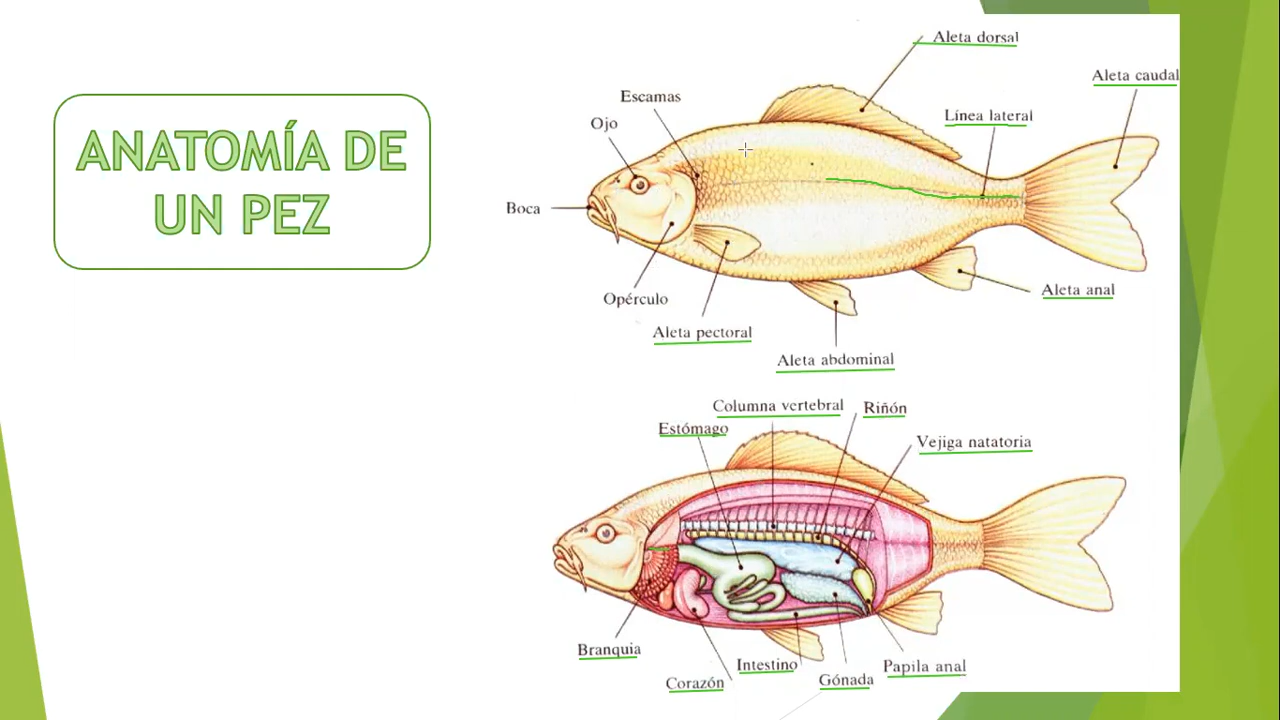 ANATOMÍA DE
UN PEZ
Aleta dorsal
Aleta caudal
Escamas
Línea lateral
Ojo
Boca
Aleta anal
Opérculo
Aleta pectoral
Aleta abdominal
Columna vertebral
Riñón
Estómago
Vejiga natatoria
Branquia
Intestino
Papila anal
Corazón
Gónada